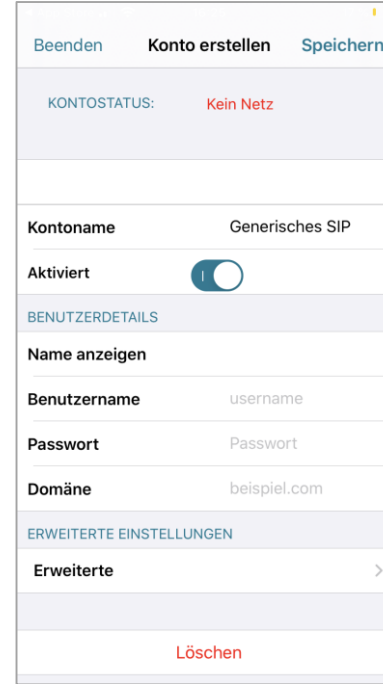 Beenden Konto erstellen Speichern
KONTOSTATUS: Kein Netz
Kontoname Generisches SIP
Aktiviert
BENUTZERDETAILS
Name anzeigen
Benutzername username
Passwort Passwort
Domäne beispiel.com
ERWEITERTE EINSTELLUNGEN
Erweiterte
Löschen